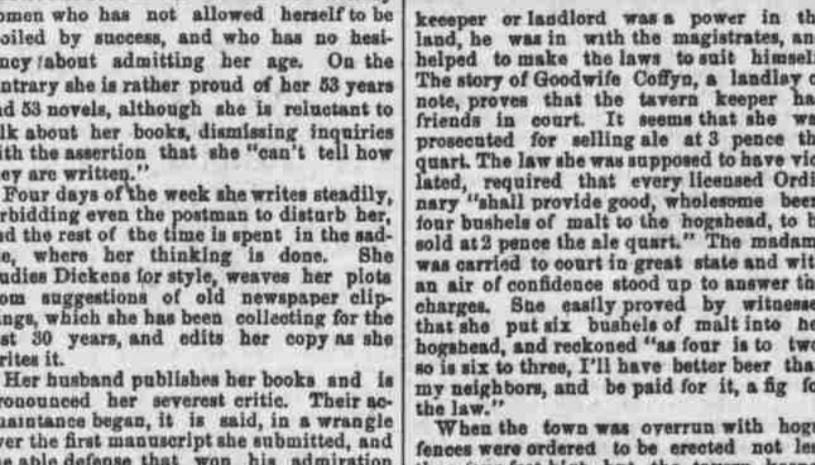 omen who has not allowed herself to be
oiled by success, and who has no hesi-
ncy about admitting her age. On the
ntrary she is rather proud of her 53 years
nd 53 novels, although she is reluctant to
lk about her books, dismissing inquiries
ith the assertion that she "can't tell how
ey are written."
Four days of the week she writes steadily,
rbidding even the postman to disturb her,
nd the rest of the time is spent in the sad-
e, where her thinking is done. She
udies Dickens for style, weaves her plots
om suggestions of old newspaper clip-
ngs, which she has been collecting for the
st 30 years, and edits her copy as she
rites it.
Her husband publishes her books and is
ronounced her severest critic. Their ac-
uaintance began, it is said, in a wrangle
ver the first manuscript she submitted, and
e able defense that won his admiration
keeeper or landlord was a power in th
land, he was in with the magistrates, an
helped to make the laws to suit himsel
The story of Goodwife Coffyn, a landlay o
note, proves that the tavern keeper ha
friends in court. It seems that she wa
prosecuted for selling ale at 3 pence th
quart. The law she was supposed to have vio
lated, required that every licensed Ordi
nary "shall provide good, wholesome beer
four bushels of malt to the hogshead, to b
sold at 2 pence the ale quart." The madam
was carried to court in great state and wit
an air of confidence stood up to answer th
charges. She easily proved by witnesse
that she put six bushels of malt into he
hogshead, and reckoned "as four is to two
so is six to three, I'll have better beer tha
my neighbors, and be paid for it, a fig fo
the law."
When the town was overrun with hogs
fences were ordered to be erected not les